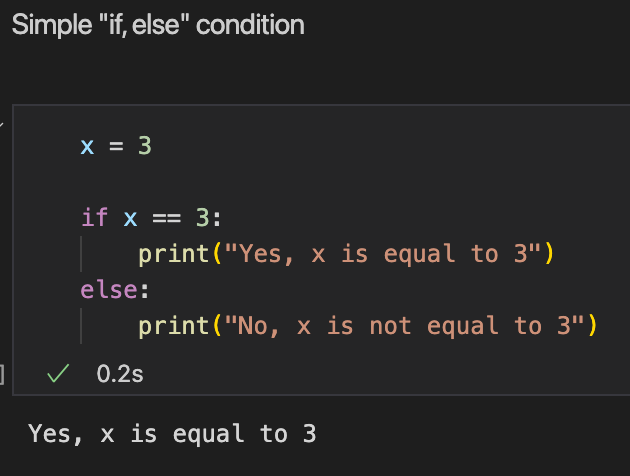 Simple "if, else" condition
x = 3
if x == 3:
    print("Yes, x is equal to 3")
else:
    print("No, x is not equal to 3")
] ✓ 0.2s
Yes, x is equal to 3